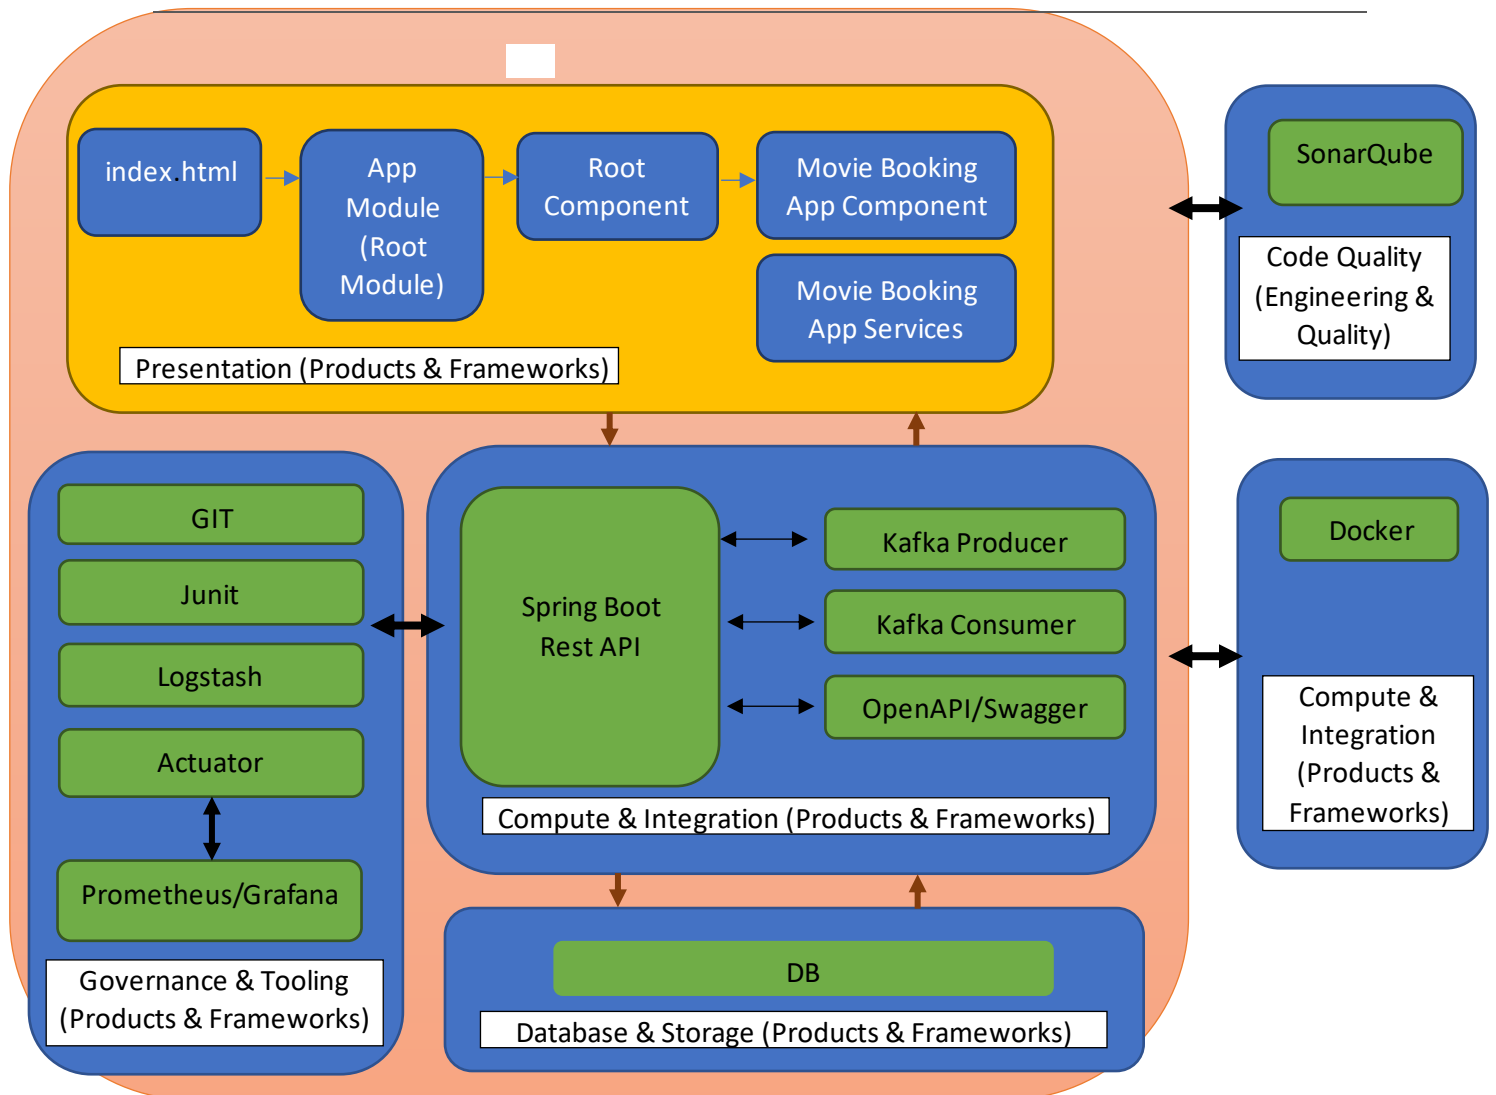 index.html
App
Module
(Root
Module)
Root
Component
Movie Booking
App Component
Movie Booking
App Services
Presentation (Products & Frameworks)
SonarQube
Code Quality
(Engineering &
Quality)
GIT
Junit
Logstash
Actuator
Prometheus/Grafana
Governance & Tooling
(Products & Frameworks)
Spring Boot
Rest API
Kafka Producer
Kafka Consumer
OpenAPI/Swagger
Compute & Integration (Products & Frameworks)
Docker
Compute &
Integration
(Products &
Frameworks)
DB
Database & Storage (Products & Frameworks)